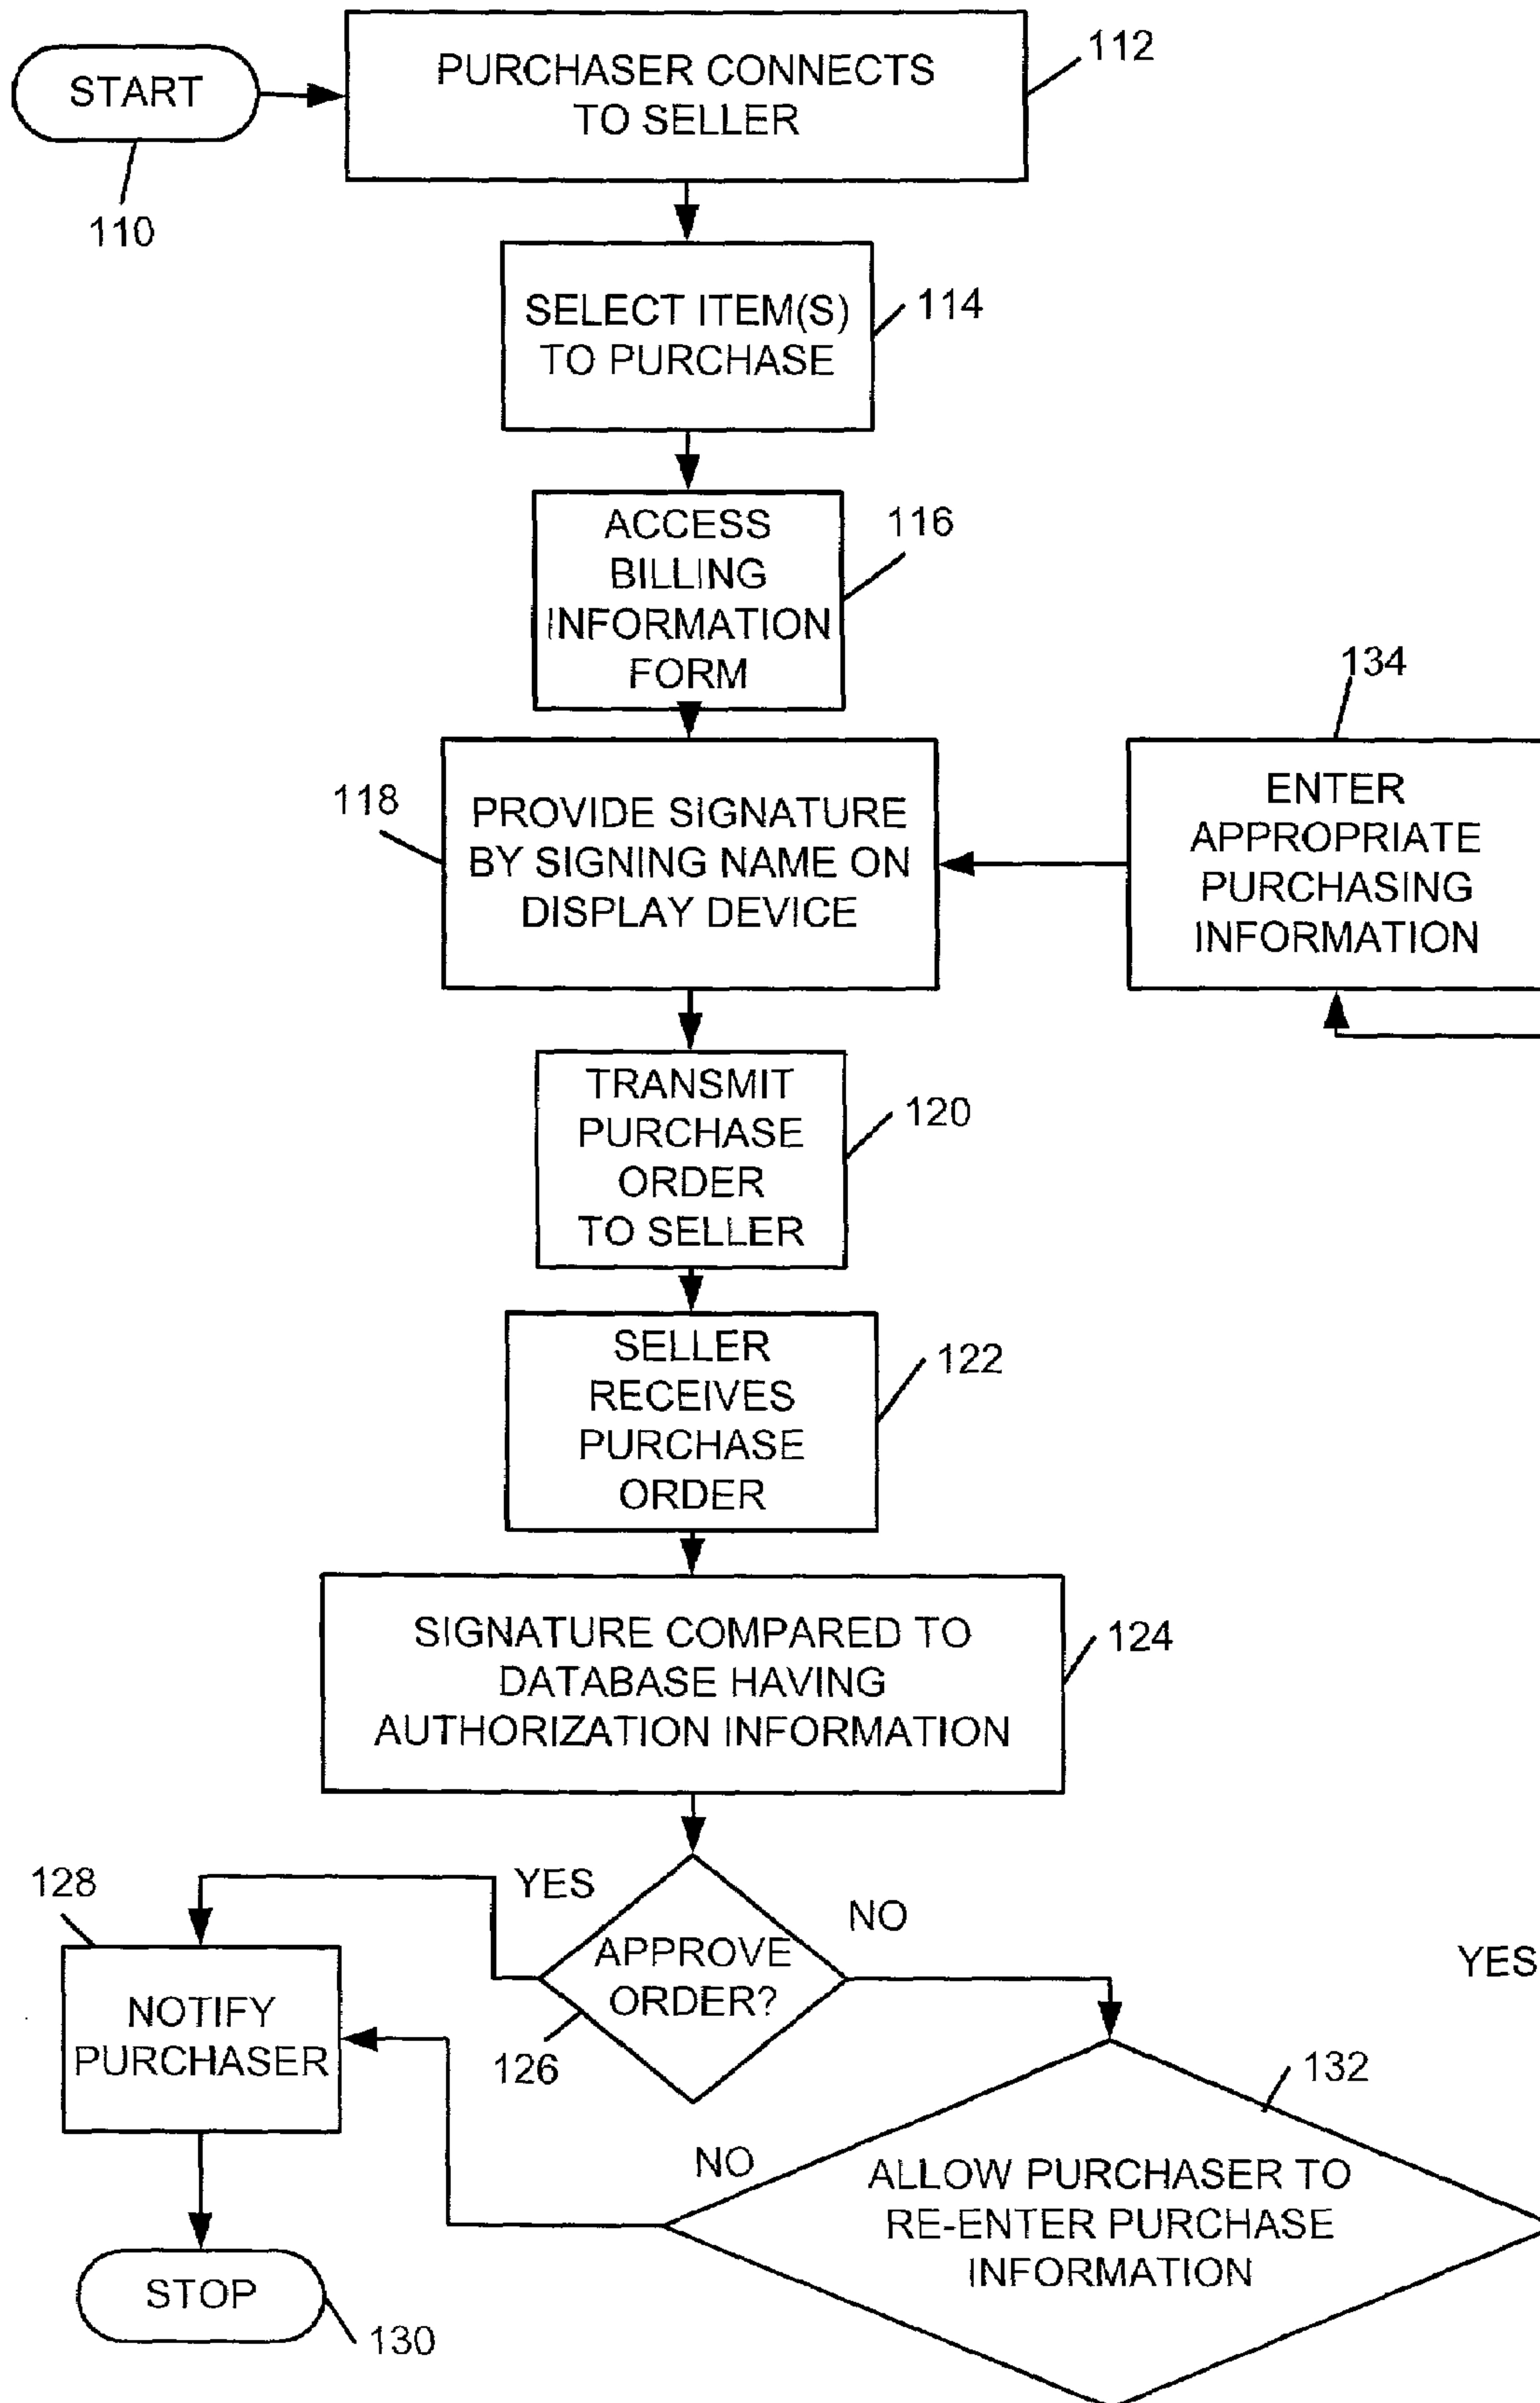 START
110
PURCHASER CONNECTS
TO SELLER
112
SELECT ITEM(S)
TO PURCHASE
114
ACCESS
BILLING
INFORMATION
FORM
116
134
ENTER
APPROPRIATE
PURCHASING
INFORMATION
118
PROVIDE SIGNATURE
BY SIGNING NAME ON
DISPLAY DEVICE
TRANSMIT
PURCHASE
ORDER
TO SELLER
120
SELLER
RECEIVES
PURCHASE
ORDER
122
SIGNATURE COMPARED TO
DATABASE HAVING
AUTHORIZATION INFORMATION
124
YES
APPROVE
ORDER?
126
NO
128
NOTIFY
PURCHASER
YES
132
NO
ALLOW PURCHASER TO
RE-ENTER PURCHASE
INFORMATION
STOP
130